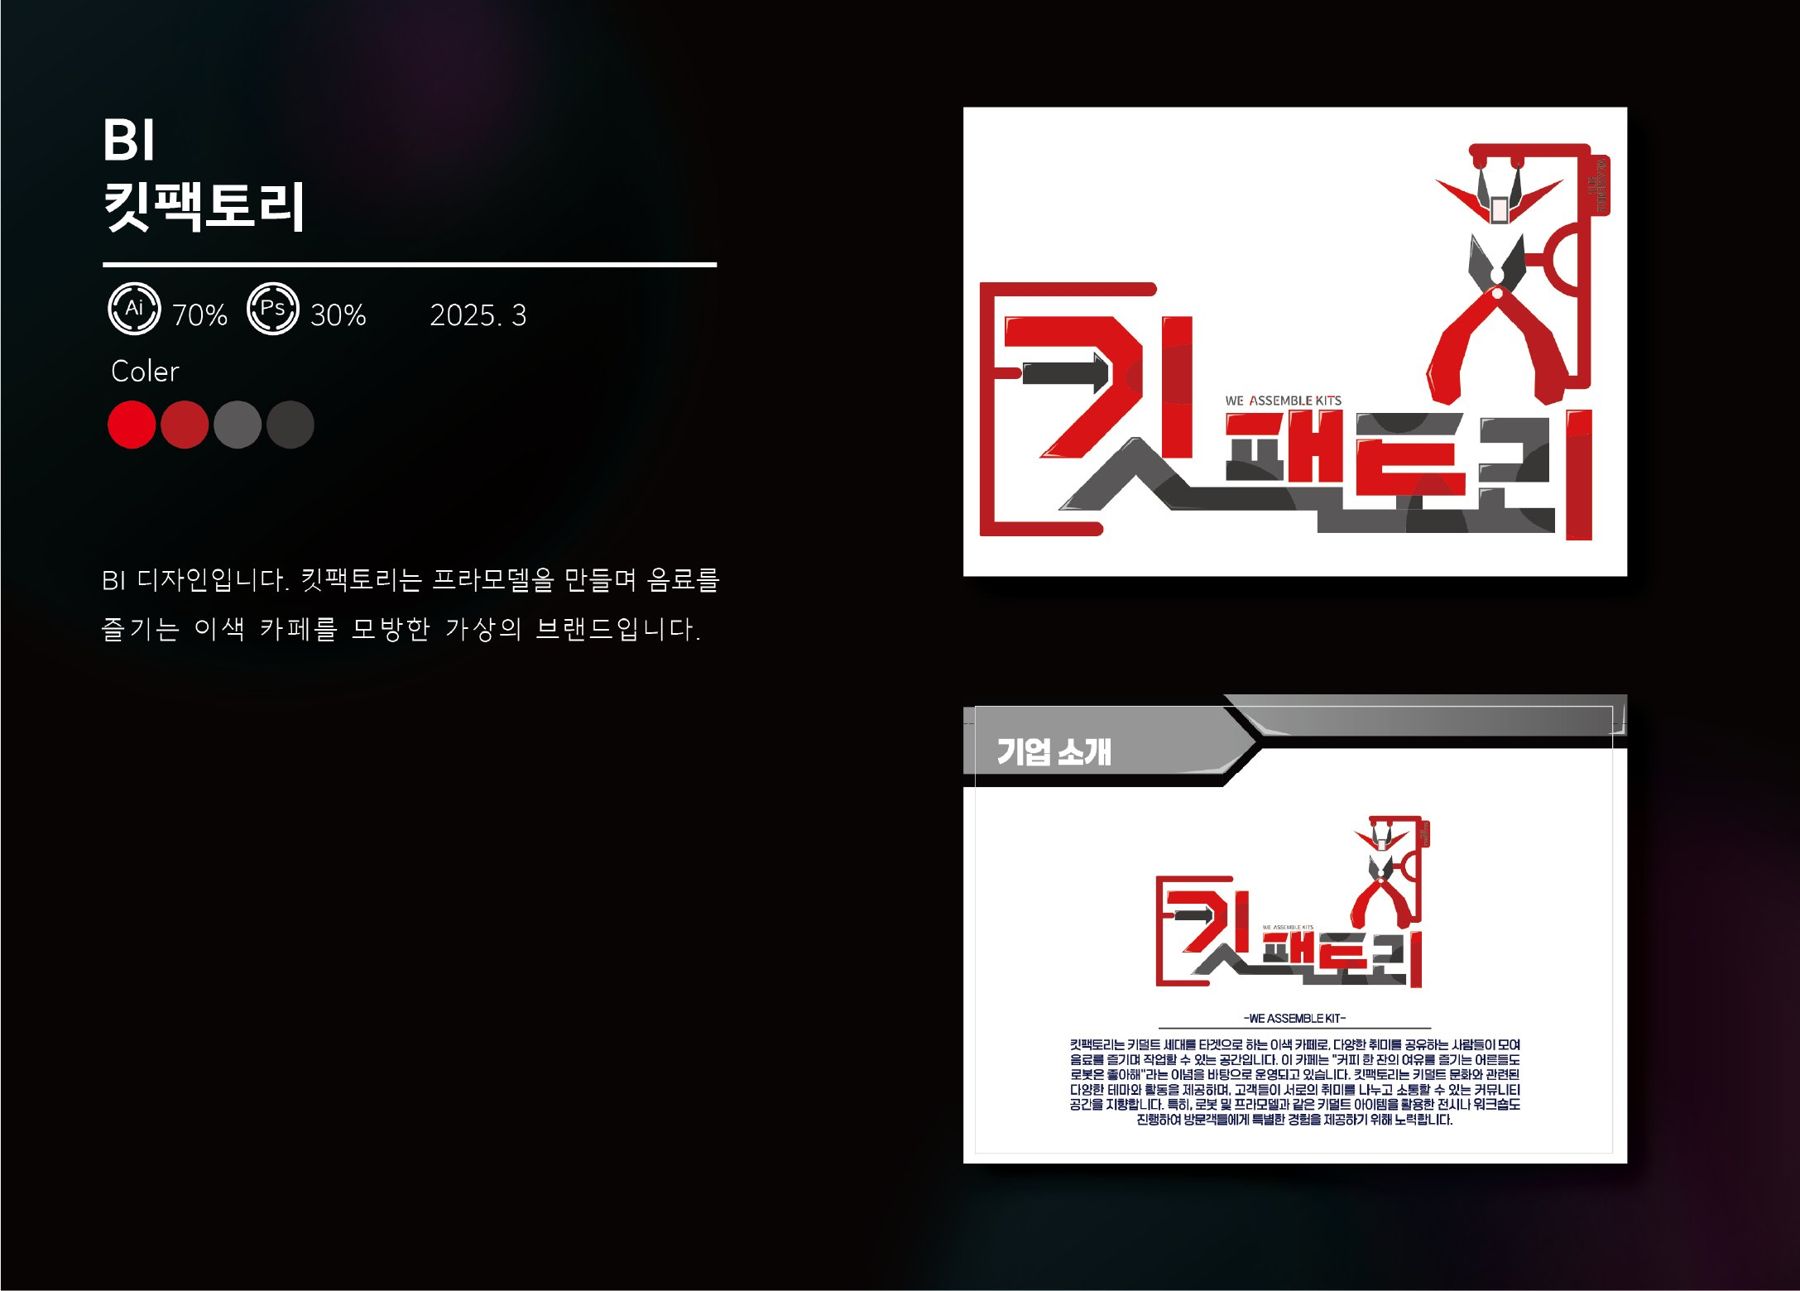 BI
킷팩토리
Ai 70% Ps 30% 2025. 3
Coler
BI 디자인입니다. 킷팩토리는 프라모델을 만들며 음료를
즐기는 이색 카페를 모방한 가상의 브랜드입니다.
WE ASSEMBLE KITS
킷팩토리
기업 소개
WE ASSEMBLE KITS
킷팩토리
-WE ASSEMBLE KIT-
킷팩토리는 키덜트 세대를 타겟으로 하는 이색 카페로, 다양한 취미를 공유하는 사람들이 모여
음료를 즐기며 작업할 수 있는 공간입니다. 이 카페는 "커피 한 잔의 여유를 즐기는 어른들도
로봇은 좋아해"라는 이념을 바탕으로 운영되고 있습니다. 킷팩토리는 키덜트 문화와 관련된
다양한 테마와 활동을 제공하며, 고객들이 서로의 취미를 나누고 소통할 수 있는 커뮤니티
공간을 지향합니다. 특히, 로봇 및 프라모델과 같은 키덜트 아이템을 활용한 전시나 워크숍도
진행하여 방문객들에게 특별한 경험을 제공하기 위해 노력합니다.